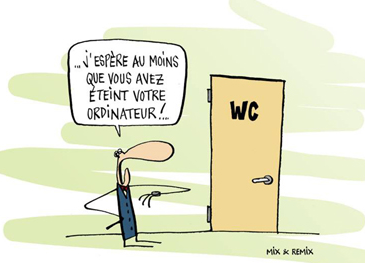 ...J'ESPÈRE AU MOINS
QUE VOUS AVEZ
ÉTEINT VOTRE
ORDINATEUR!...
WC
MIX & REMIX